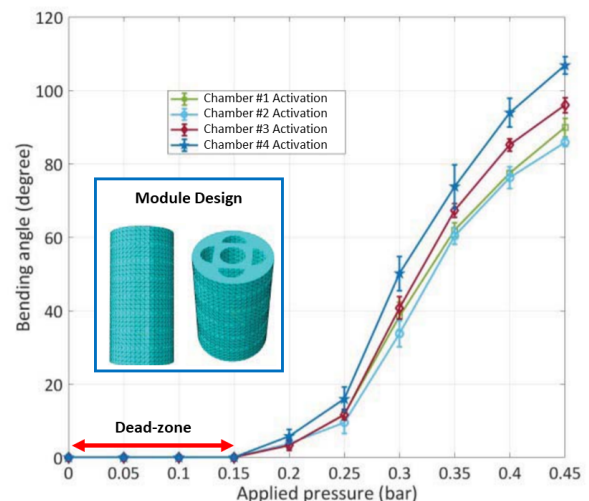 120
100
80
60
40
20
0
Bending angle (degree)
Chamber #1 Activation
Chamber #2 Activation
Chamber #3 Activation
Chamber #4 Activation
Module Design
Dead-zone
0 0.05 0.1 0.15 0.2 0.25 0.3 0.35 0.4 0.45
Applied pressure (bar)